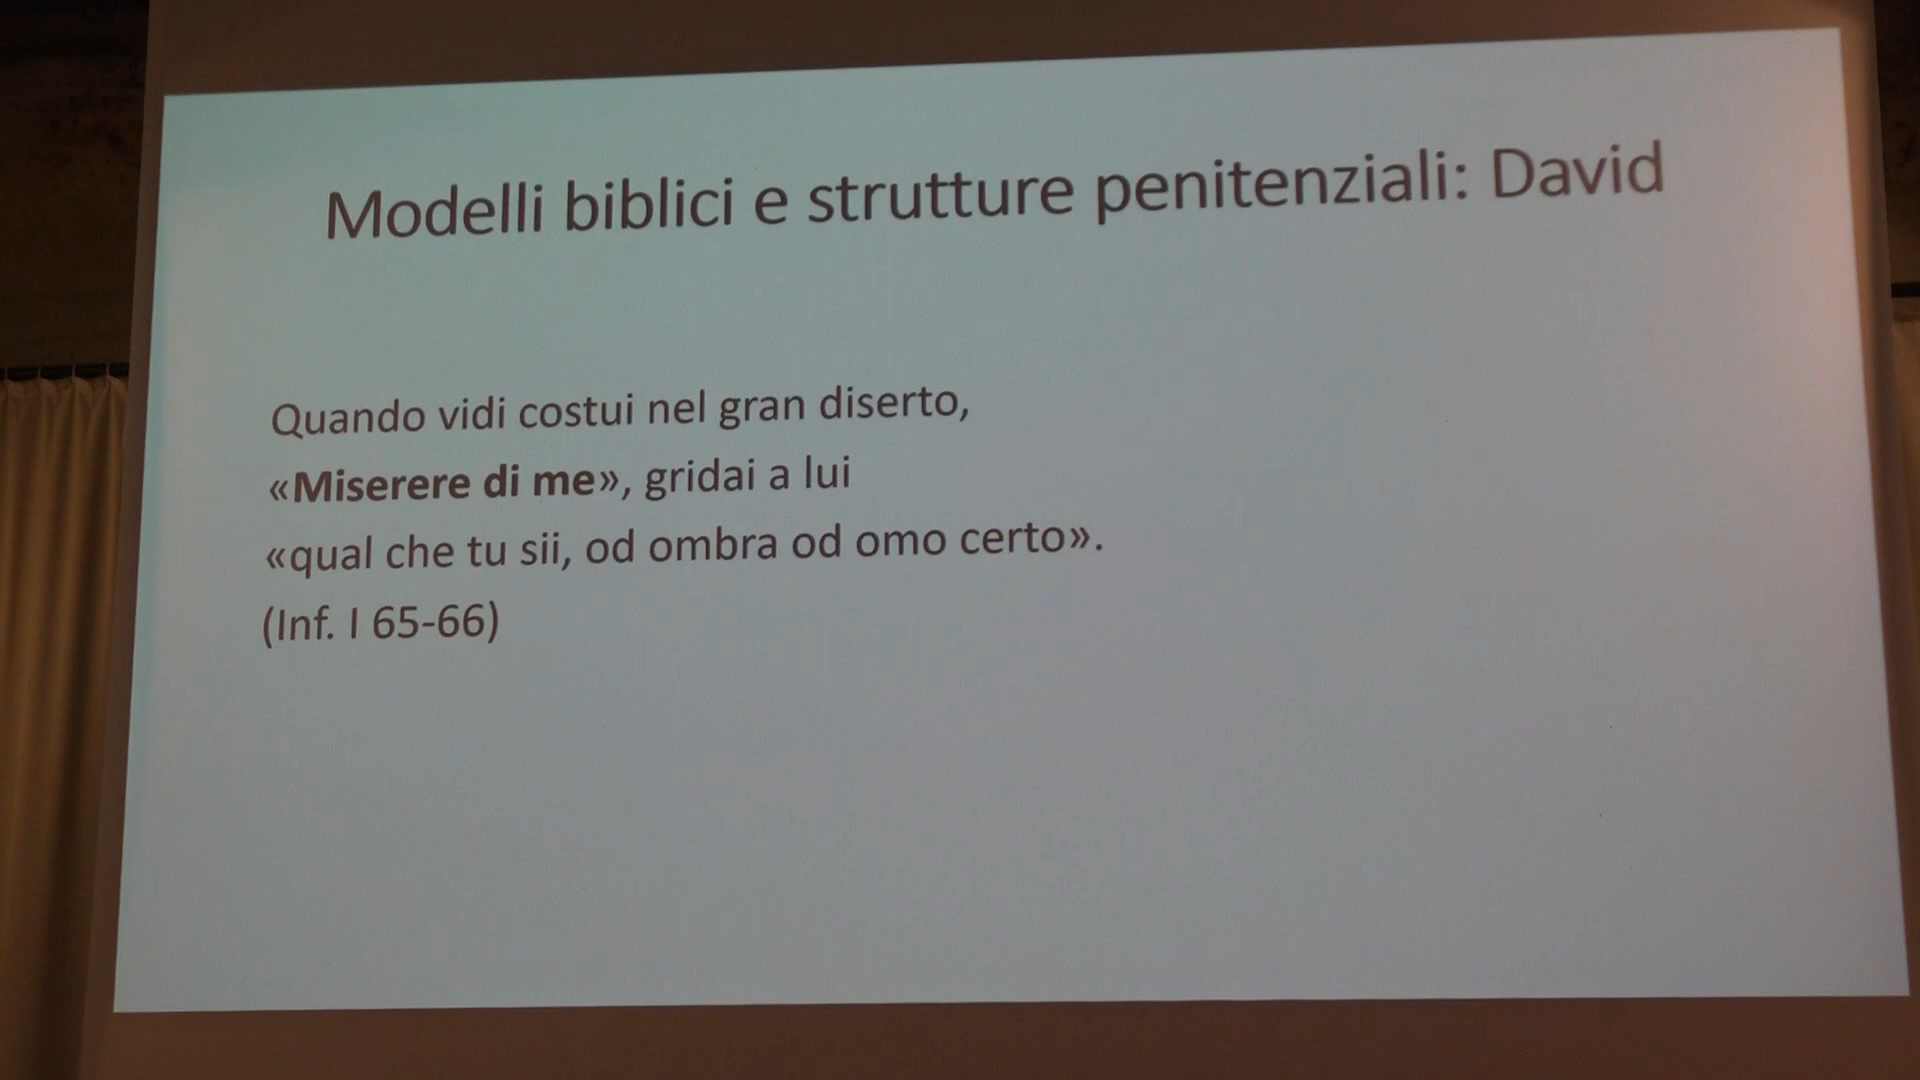 Modelli biblici e strutture penitenziali: David
Quando vidi costui nel gran diserto,
«Miserere di me», gridai a lui
«qual che tu sii, od ombra od omo certo».
(Inf. I 65-66)